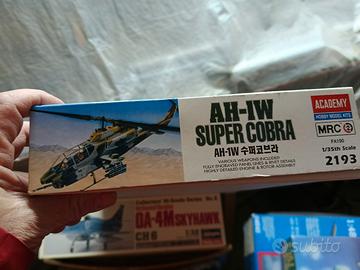 AH-1W
SUPER COBRA
AH-1W 수퍼코브라
VARIOUS WEAPONS INCLUDED
FULLY ENGRAVED PANEL LINES & RIVET DETAILS
HIGHLY DETAILED ENGINE & ROTOR ASSEMBLY
ACADEMY
HOBBY MODEL KITS
MRC
FA190
1/35th Scale
2193
OA-4M SKYHAWK
CH6
subito